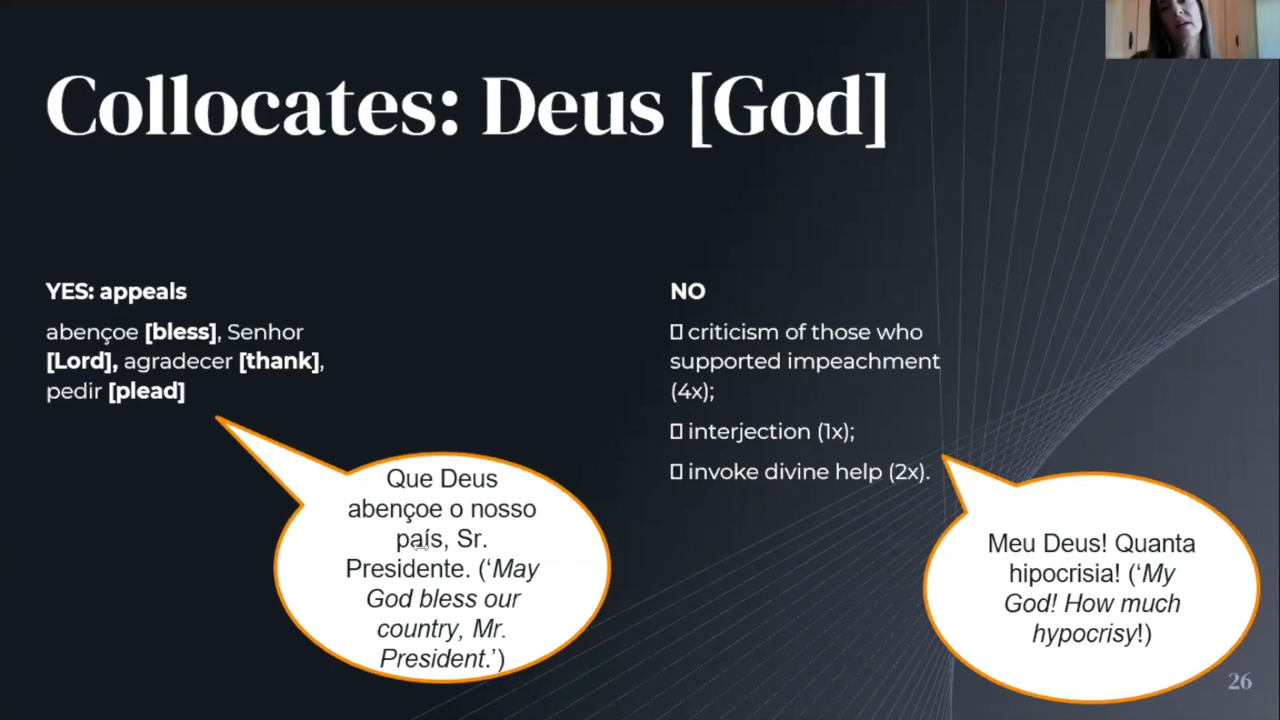 Collocates: Deus [God]
YES: appeals
abençoe [bless], Senhor
[Lord], agradecer [thank],
pedir [plead]
Que Deus
abençoe o nosso
país, Sr.
Presidente. (‘May
God bless our
country, Mr.
President.’)
NO
criticism of those who
supported impeachment
(4x);
interjection (1x);
invoke divine help (2x).
Meu Deus! Quanta
hipocrisia! (‘My
God! How much
hypocrisy!)
26